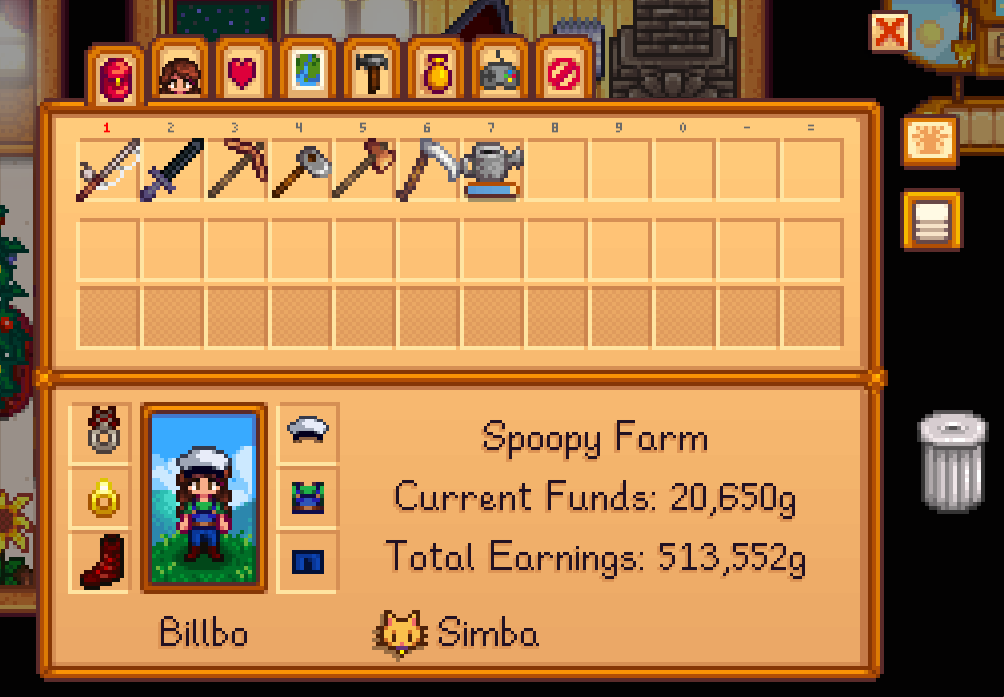 1 2 3 4 5 6 7 8 9 0 - =
Spoopy Farm
Current Funds: 20,650g
Total Earnings: 513,552g
Billbo
Simba